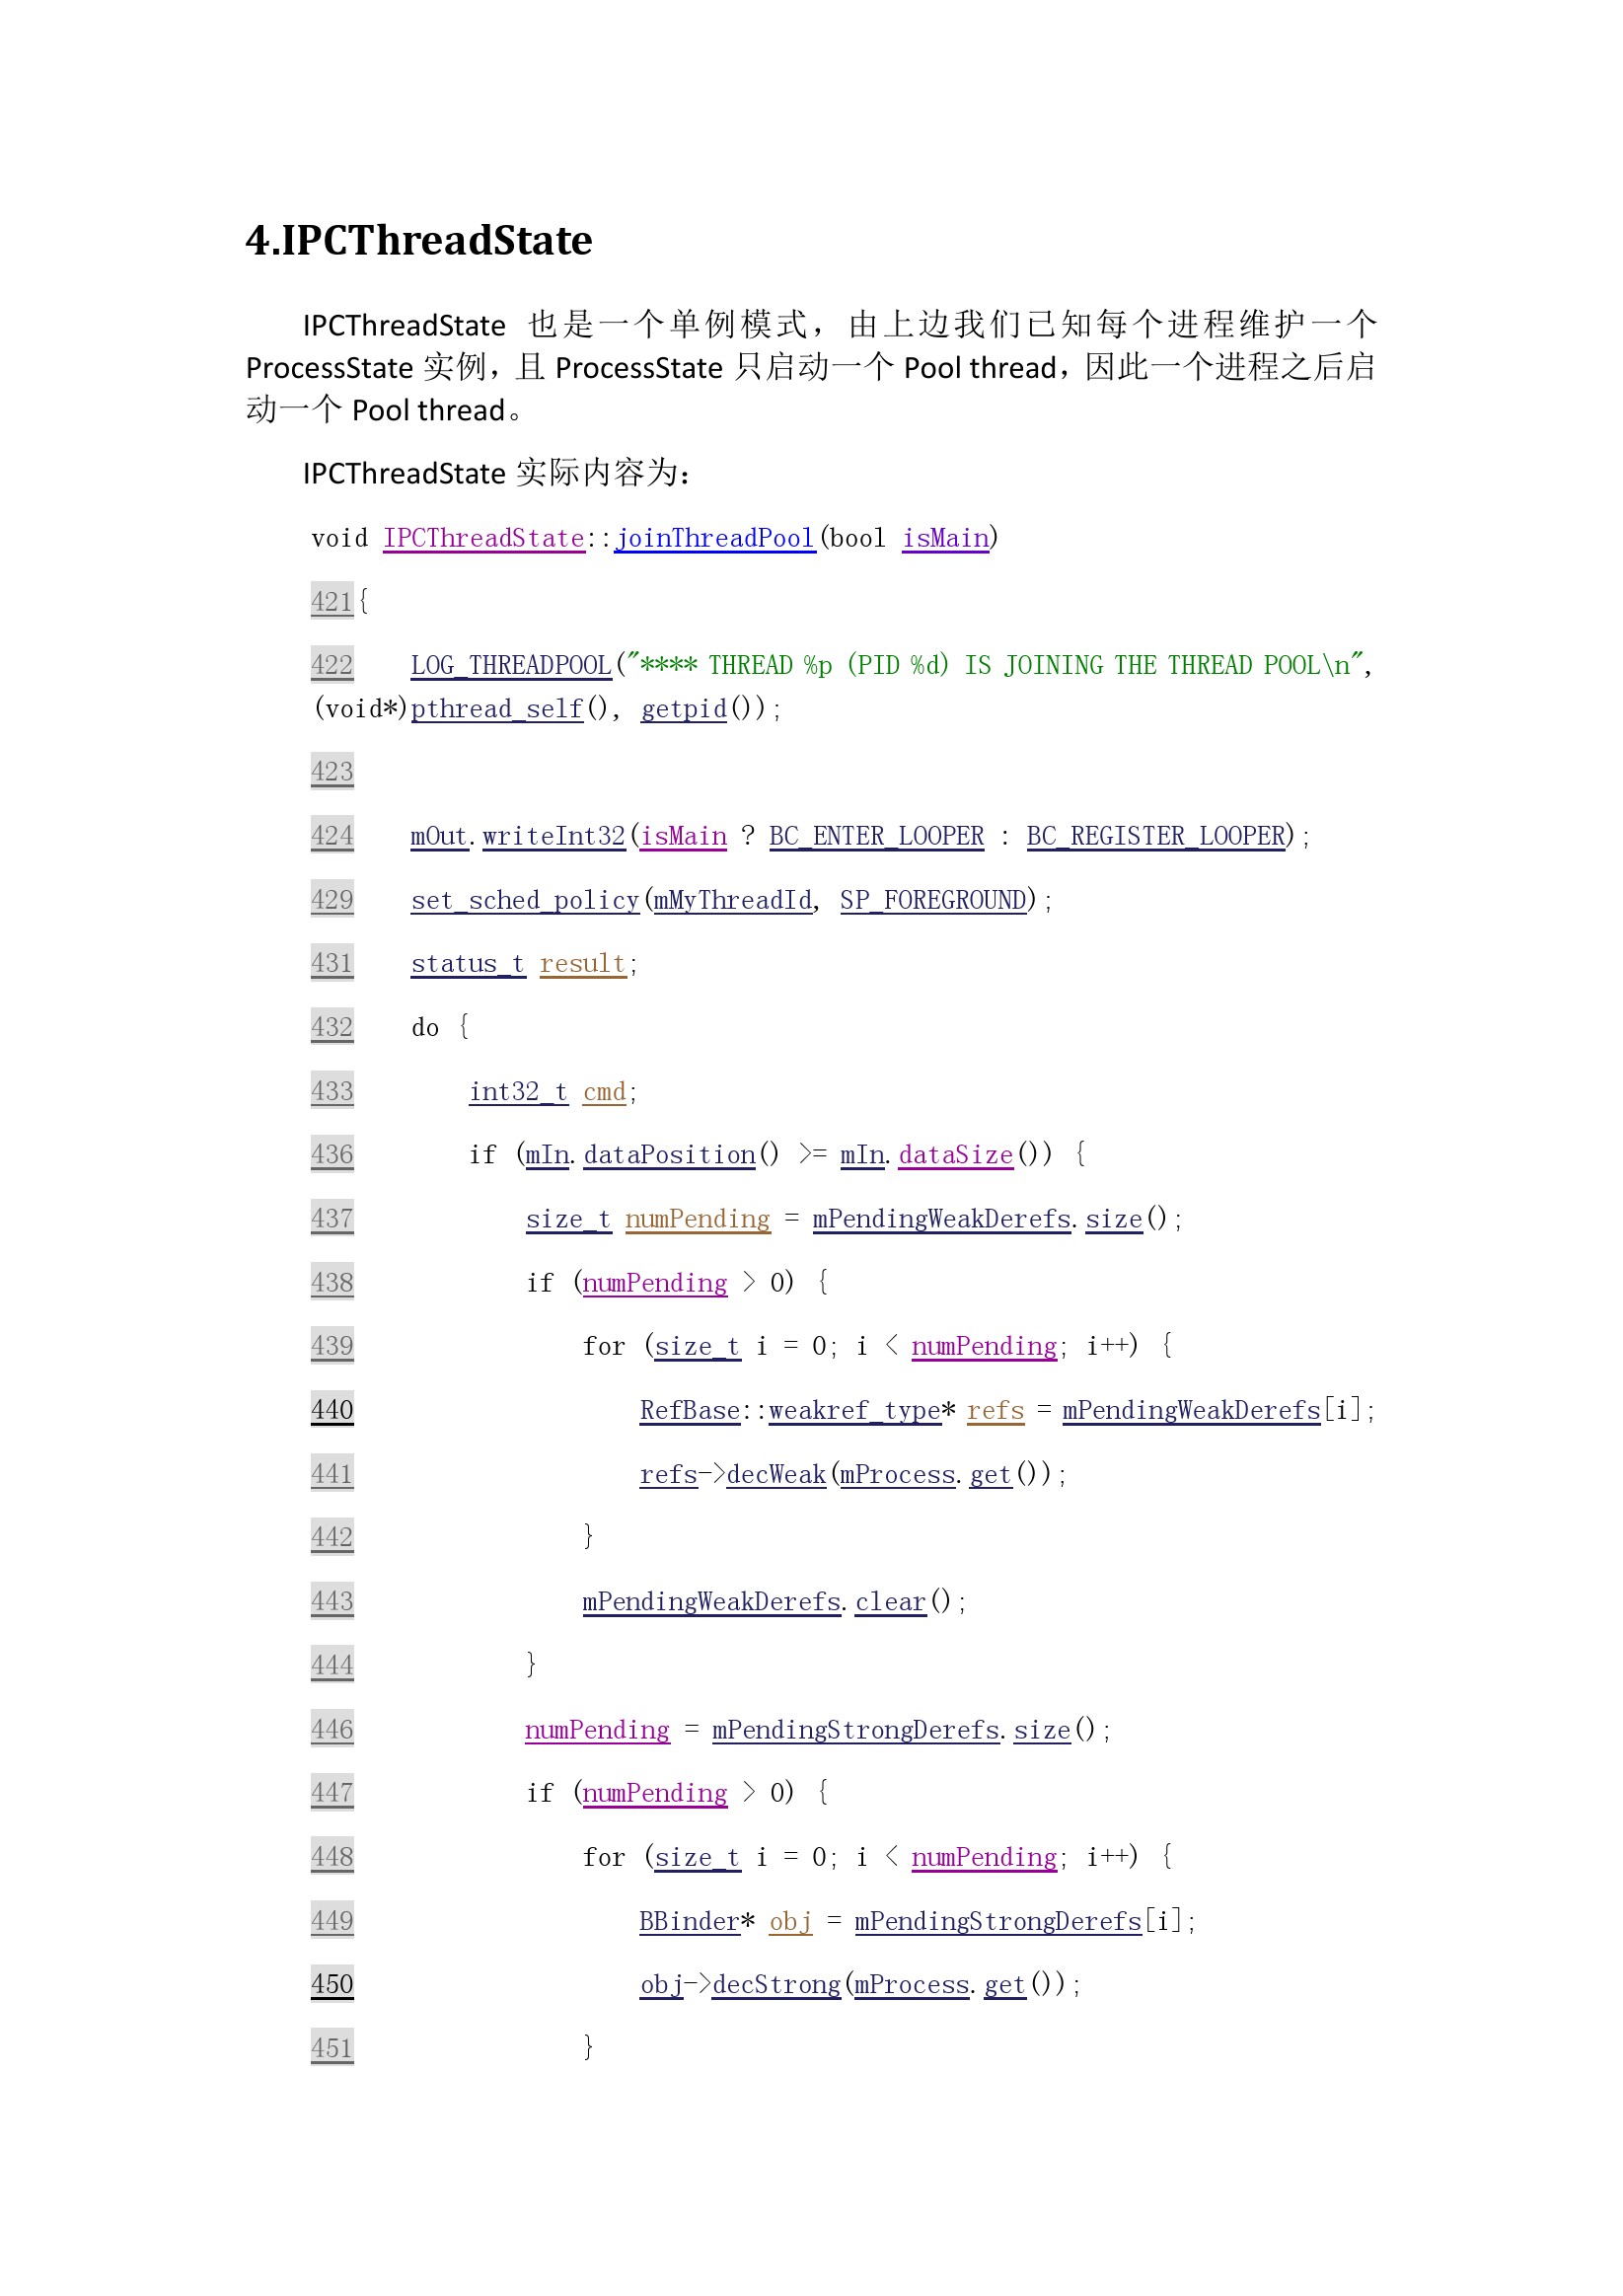 4.IPCThreadState
IPCThreadState 也是一个单例模式，由上边我们已知每个进程维护一个
ProcessState 实例，且 ProcessState 只启动一个 Pool thread，因此一个进程之后启
动一个 Pool thread。
IPCThreadState 实际内容为：
void IPCThreadState::joinThreadPool(bool isMain)
421{
422    LOG_THREADPOOL("**** THREAD %p (PID %d) IS JOINING THE THREAD POOL\n",
(void*)pthread_self(), getpid());
423
424    mOut.writeInt32(isMain ? BC_ENTER_LOOPER : BC_REGISTER_LOOPER);
429    set_sched_policy(mMyThreadId, SP_FOREGROUND);
431    status_t result;
432    do {
433        int32_t cmd;
436        if (mIn.dataPosition() >= mIn.dataSize()) {
437            size_t numPending = mPendingWeakDerefs.size();
438            if (numPending > 0) {
439                for (size_t i = 0; i < numPending; i++) {
440                    RefBase::weakref_type* refs = mPendingWeakDerefs[i];
441                    refs->decWeak(mProcess.get());
442                }
443                mPendingWeakDerefs.clear();
444            }
446            numPending = mPendingStrongDerefs.size();
447            if (numPending > 0) {
448                for (size_t i = 0; i < numPending; i++) {
449                    BBinder* obj = mPendingStrongDerefs[i];
450                    obj->decStrong(mProcess.get());
451                }